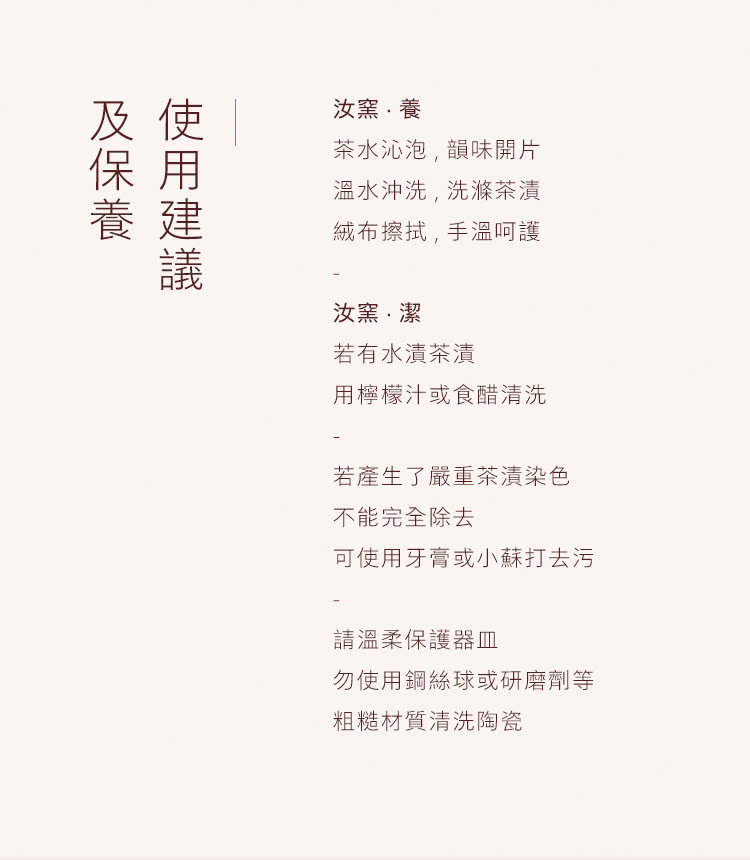 使用建議
及保養
汝窯·養
茶水沁泡,韻味開片
溫水沖洗,洗滌茶漬
絨布擦拭,手溫呵護
-
汝窯·潔
若有水漬茶漬
用檸檬汁或食醋清洗
-
若產生了嚴重茶漬染色
不能完全除去
可使用牙膏或小蘇打去污
-
請溫柔保護器皿
勿使用鋼絲球或研磨劑等
粗糙材質清洗陶瓷